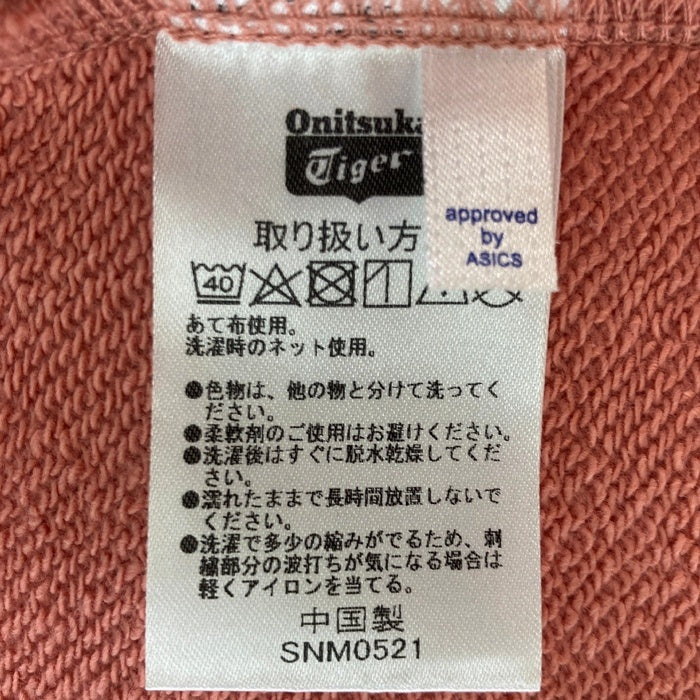 Onitsuka
Tiger
approved
by
ASICS
取り扱い方
40
あて布使用。
洗濯時のネット使用。
●色物は、他の物と分けて洗ってく
ださい。
●柔軟剤のご使用はお避けください。
●洗濯後はすぐに脱水乾燥してくだ
さい。
●濡れたままで長時間放置しないで
ください。
●洗濯で多少の縮みがでるため、刺
繍部分の波打ちが気になる場合は
軽くアイロンを当てる。
中国製
SNM0521